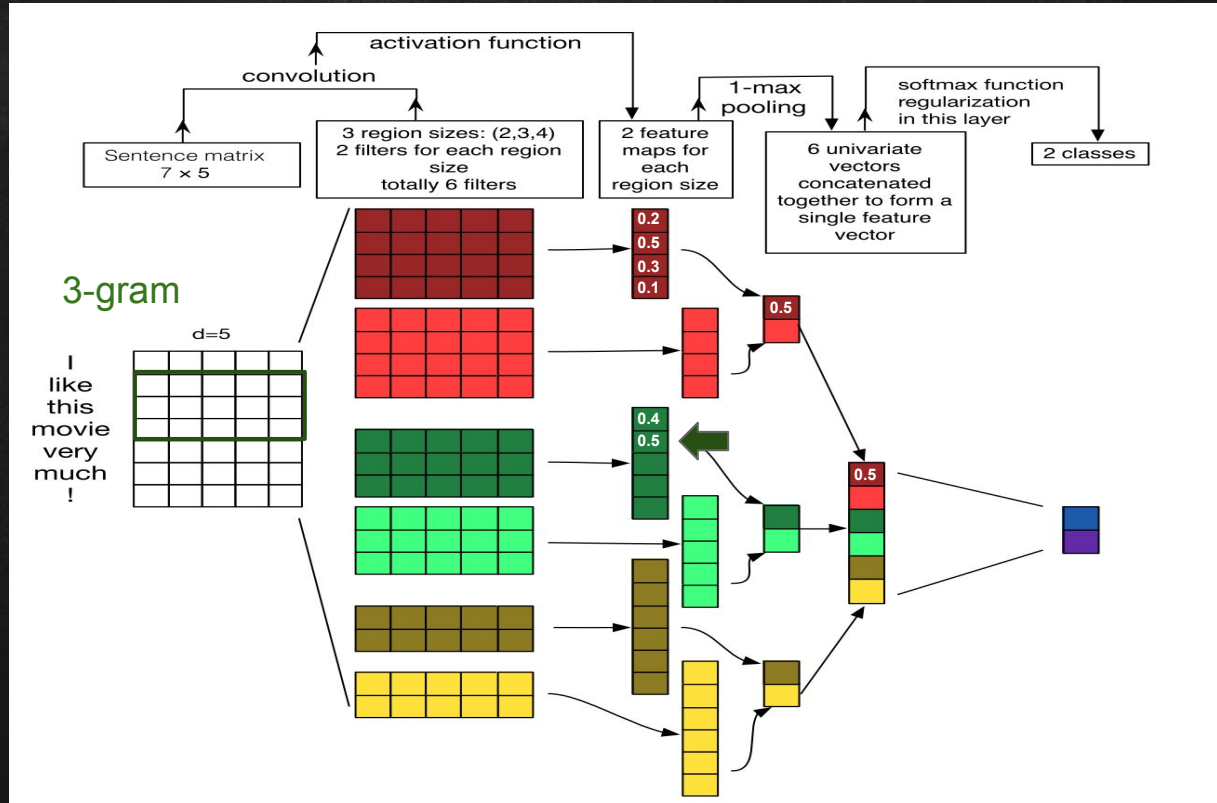 activation function
convolution
1-max
pooling
softmax function
regularization
in this layer
Sentence matrix
7 × 5
3 region sizes: (2,3,4)
2 filters for each region
size
totally 6 filters
2 feature
maps for
each
region size
6 univariate
vectors
concatenated
together to form a
single feature
vector
2 classes
3-gram
d=5
I
like
this
movie
very
much
!
0.2
0.5
0.3
0.1
0.5
0.4
0.5
0.5